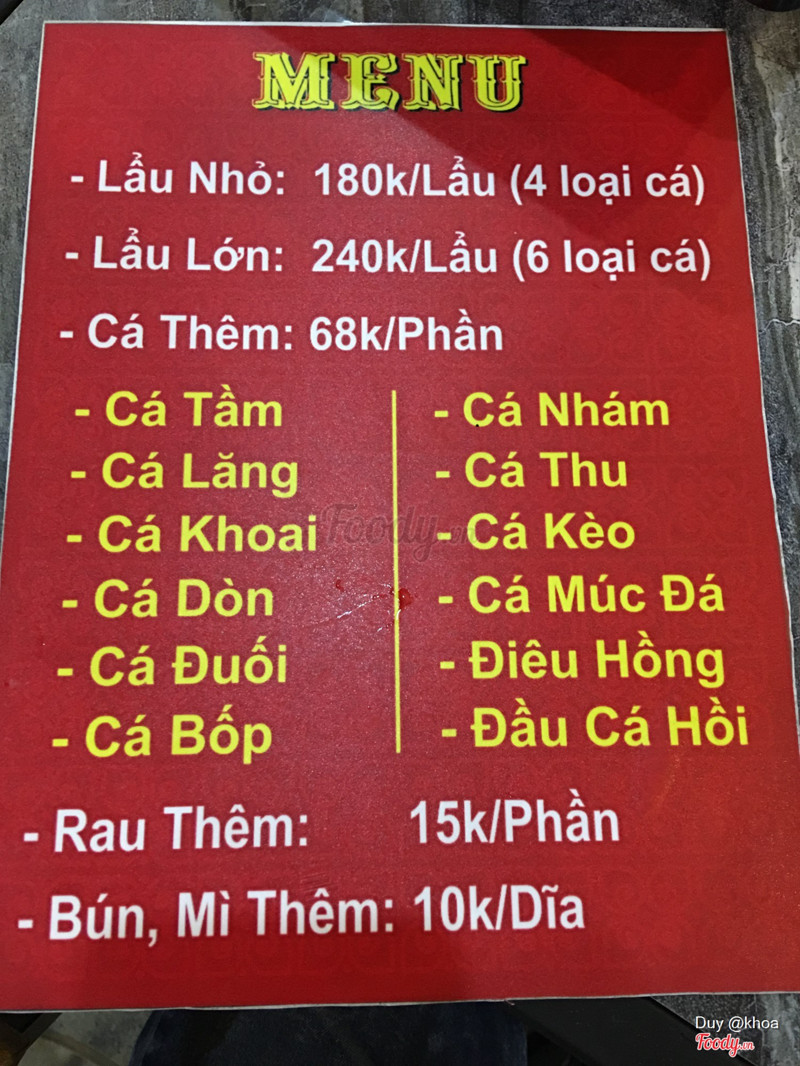 MENU
- Lẩu Nhỏ: 180k/Lẩu (4 loại cá)
- Lẩu Lớn: 240k/Lẩu (6 loại cá)
- Cá Thêm: 68k/Phần
- Cá Tầm
- Cá Lăng
- Cá Khoai
- Cá Dòn
- Cá Đuối
- Cá Bốp
- Cá Nhám
- Cá Thu
- Cá Kèo
- Cá Múc Đá
- Điêu Hồng
- Đầu Cá Hồi
Foody.vn
- Rau Thêm: 15k/Phần
- Bún, Mì Thêm: 10k/Dĩa
Duy @khoa
Foody.vn